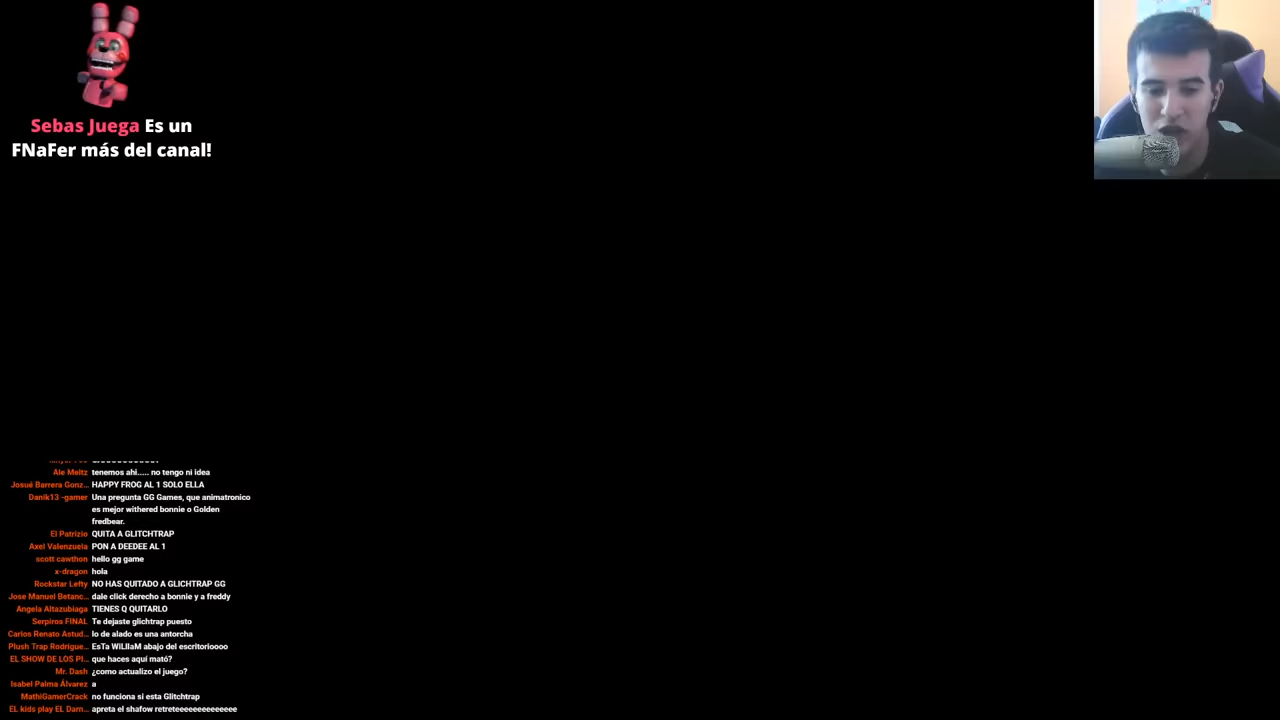 Sebas Juega Es un
FNaFer más del canal!
Ale Meltz tenemos ahi..... no tengo ni idea
Josué Barrera Gonz... HAPPY FROG AL 1 SOLO ELLA
Danik13 -gamer Una pregunta GG Games, que animatronico
es mejor withered bonnie o Golden
fredbear.
El Patrizio QUITA A GLITCHTRAP
Axel Valenzuela PON A DEEDEE AL 1
scott cawthon hello gg game
x-dragon hola
Rockstar Lefty NO HAS QUITADO A GLICHTRAP GG
Jose Manuel Betanc... dale click derecho a bonnie y a freddy
Angela Altazubiaga TIENES Q QUITARLO
Serpiros FINAL Te dejaste glichtrap puesto
Carlos Renato Astud... lo de alado es una antorcha
Plush Trap Rodrigue... EsTa WiLlIaM abajo del escritorioooo
EL SHOW DE LOS PI... que haces aquí mató?
Mr. Dash ¿como actualizo el juego?
Isabel Palma Álvarez a
MathiGamerCrack no funciona si esta Glitchtrap
EL kids play EL Dam... apreta el shafow retreteeeeeeeeeeeee